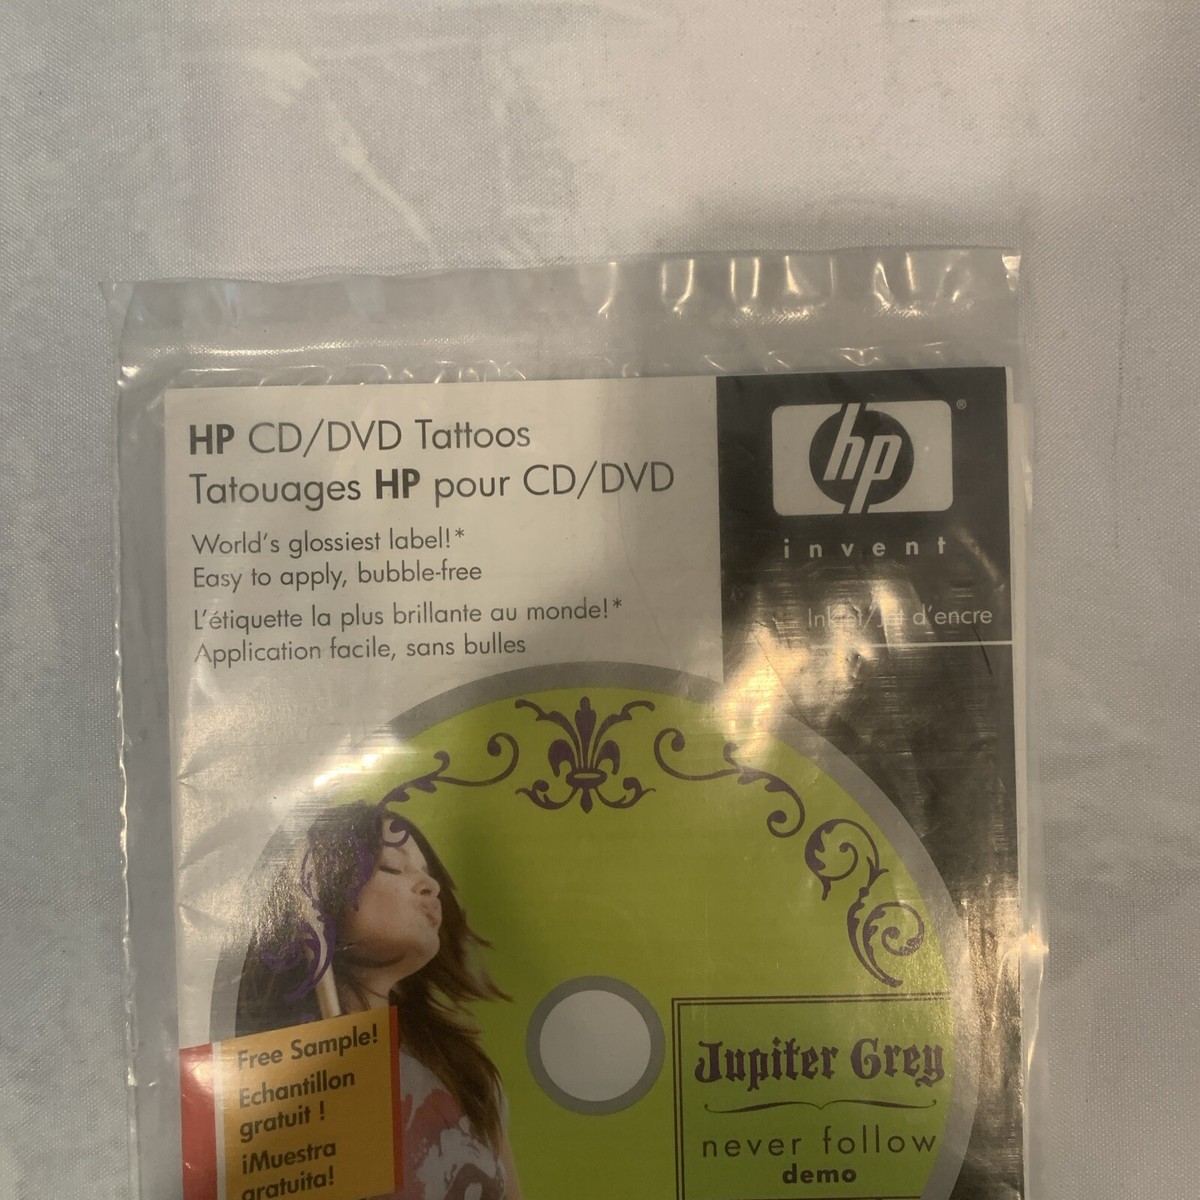 HP CD/DVD Tattoos
Tatouages HP pour CD/DVD
World's glossiest label!*
Easy to apply, bubble-free
L'étiquette la plus brillante au monde!*
Application facile, sans bulles
hp®
invent
Inkjet/Jet d'encre
Free Sample!
Echantillon
gratuit !
¡Muestra
gratuita!
Jupiter Grey
never follow
demo